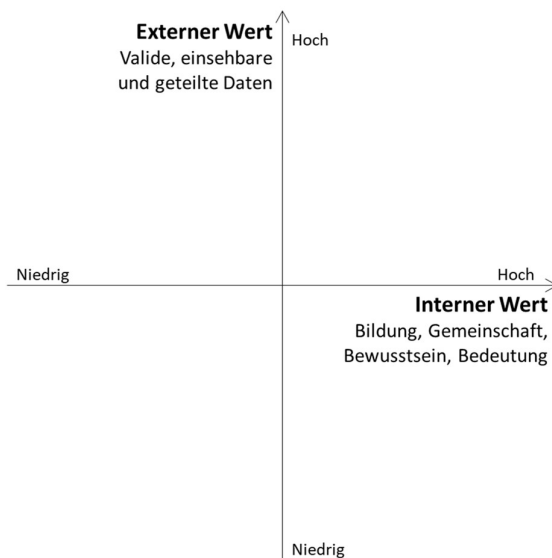 Externer Wert
Hoch
Valide, einsehbare
und geteilte Daten
Niedrig
Hoch
Interner Wert
Bildung, Gemeinschaft,
Bewusstsein, Bedeutung
Niedrig